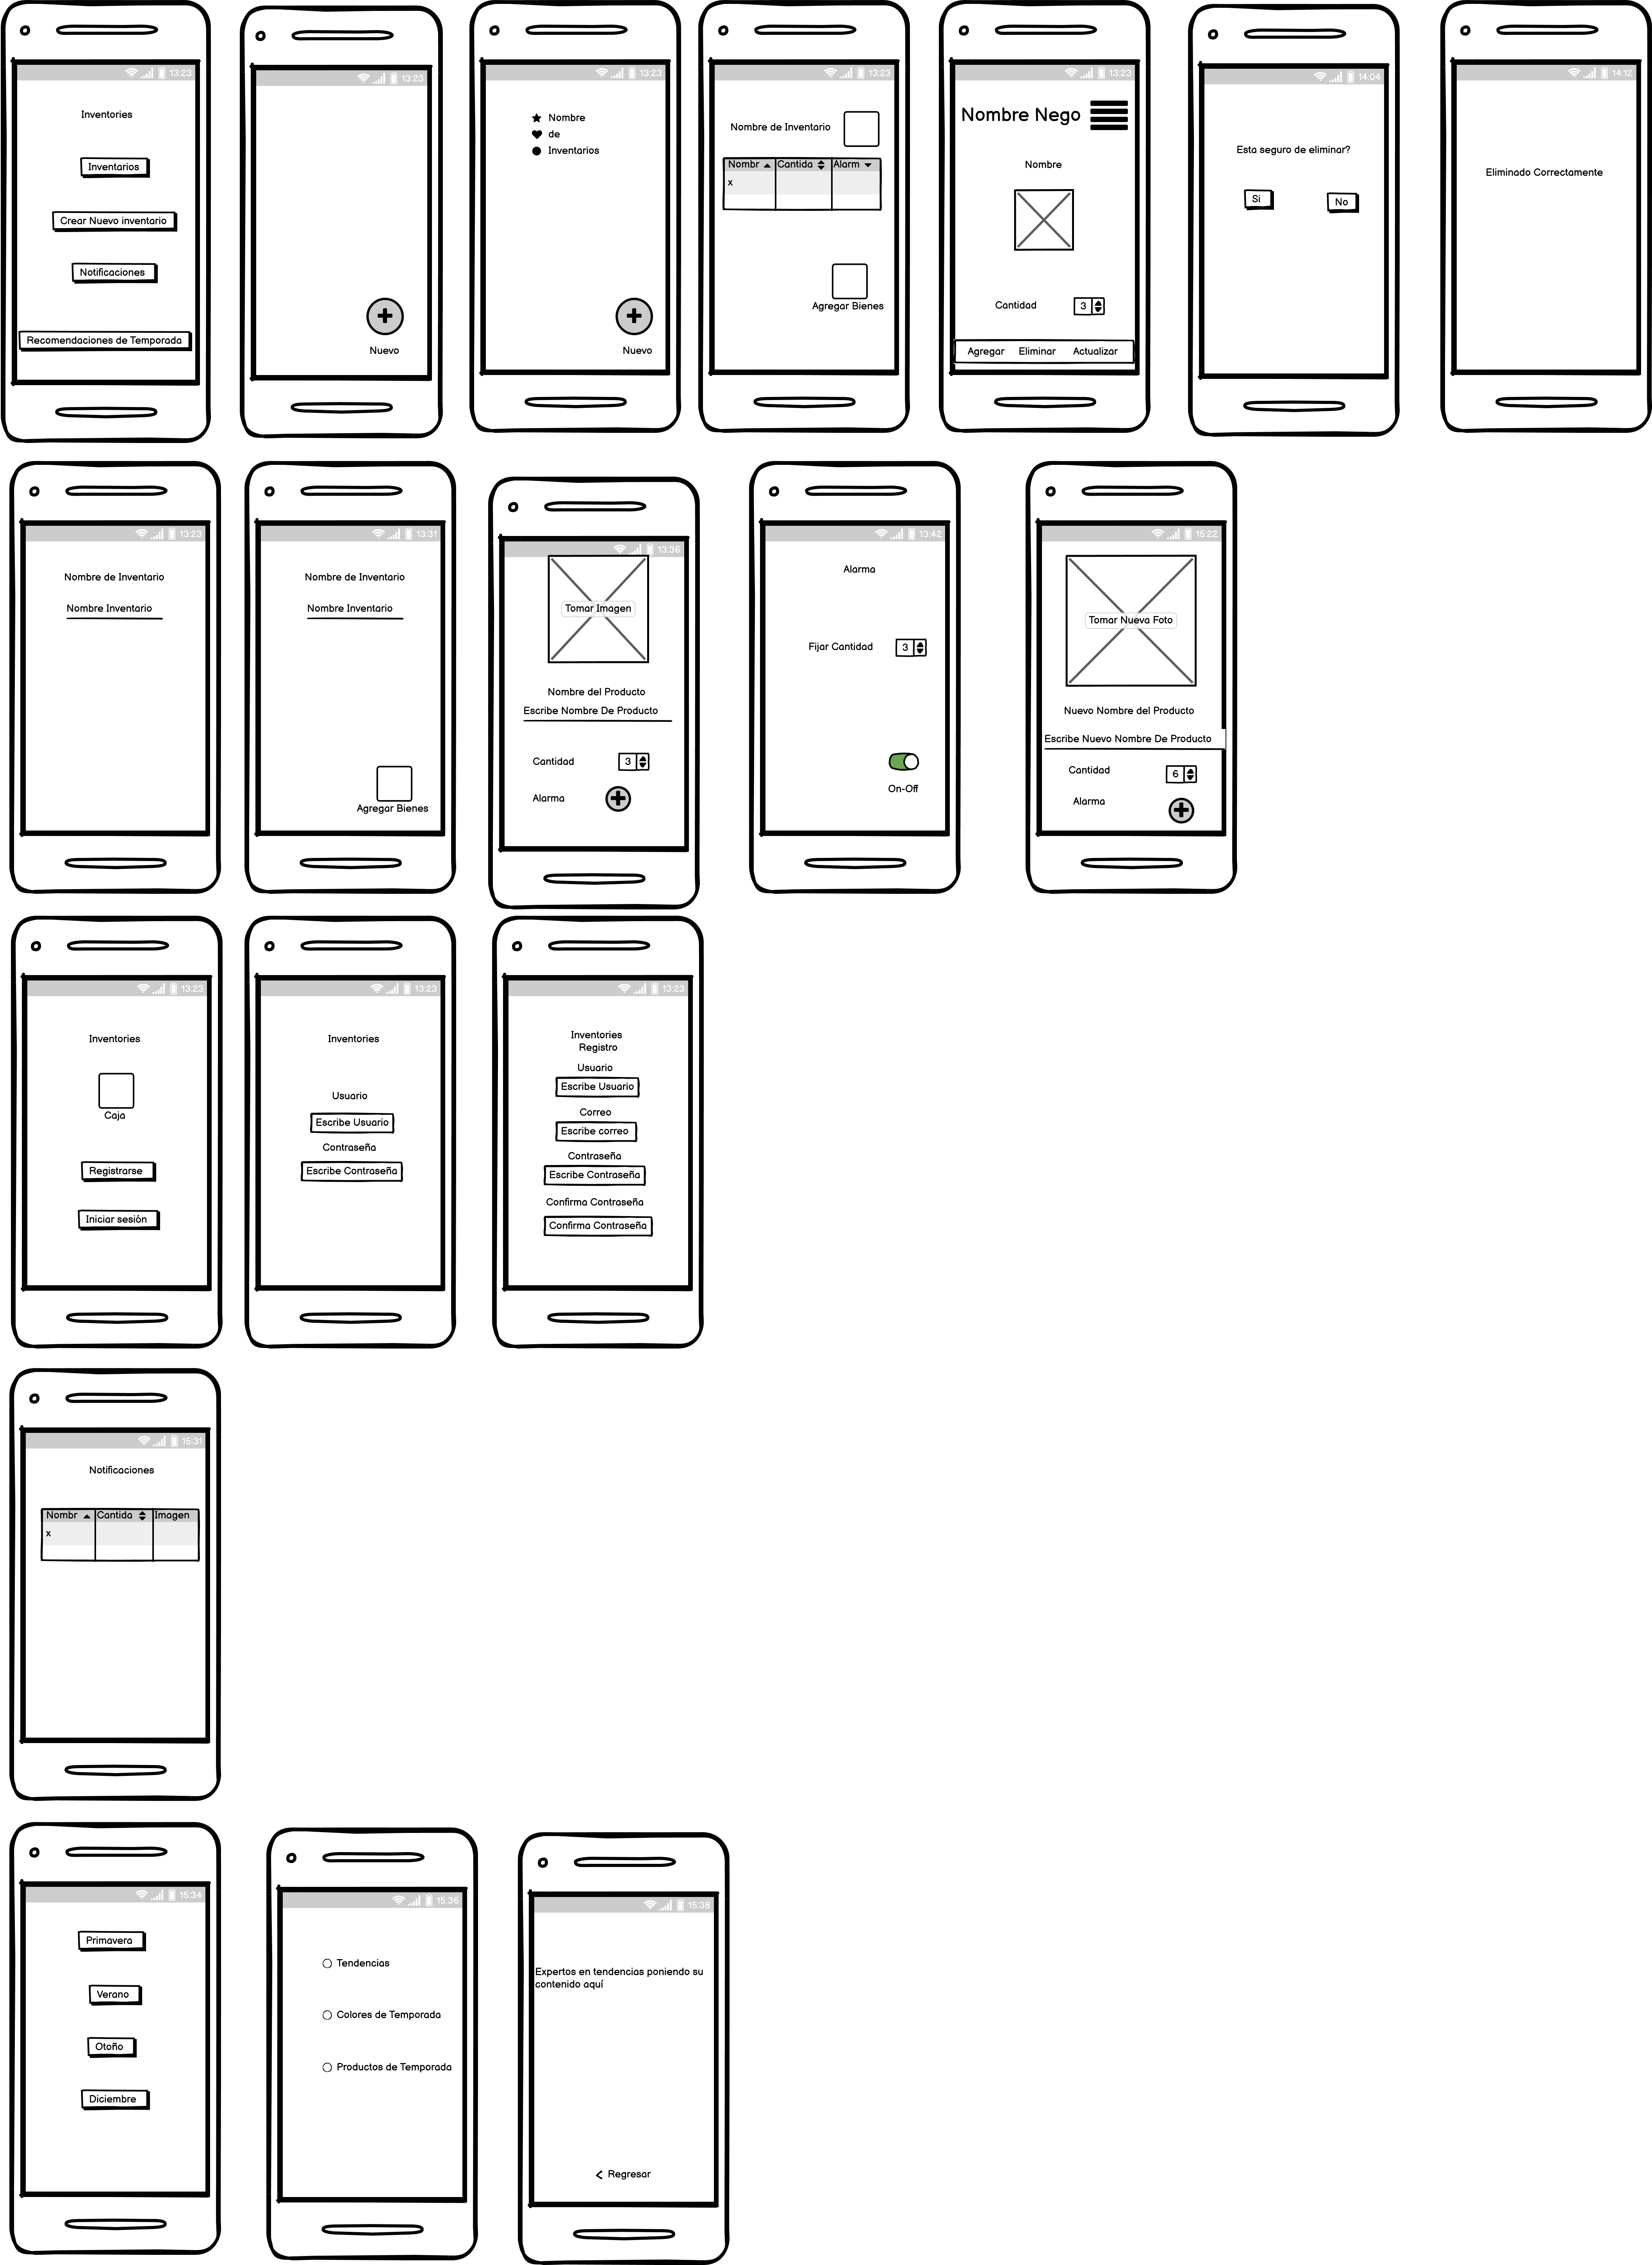 13:23
Inventories
Inventarios
Crear Nuevo inventario
Notificaciones
Recomendaciones de Temporada
13:23
Nuevo
13:23
Nombre
de
Inventarios
Nuevo
13:23
Nombre de Inventario
Nombr Cantida Alarm
x
Agregar Bienes
13:23
Nombre Nego
Nombre
Cantidad 3
Agregar Eliminar Actualizar
14:04
Esta seguro de eliminar?
Si No
14:12
Eliminado Correctamente
13:23
Nombre de Inventario
Nombre Inventario
13:31
Nombre de Inventario
Nombre Inventario
Agregar Bienes
13:36
Tomar Imagen
Nombre del Producto
Escribe Nombre De Producto
Cantidad 3
Alarma
13:42
Alarma
Fijar Cantidad 3
On-Off
15:22
Tomar Nueva Foto
Nuevo Nombre del Producto
Escribe Nuevo Nombre De Producto
Cantidad 6
Alarma
13:23
Inventories
Caja
Registrarse
Iniciar sesión
13:23
Inventories
Usuario
Escribe Usuario
Contraseña
Escribe Contraseña
13:23
Inventories
Registro
Usuario
Escribe Usuario
Correo
Escribe correo
Contraseña
Escribe Contraseña
Confirma Contraseña
Confirma Contraseña
15:31
Notificaciones
Nombr Cantida Imagen
x
15:34
Primavera
Verano
Otoño
Diciembre
15:36
Tendencias
Colores de Temporada
Productos de Temporada
15:38
Expertos en tendencias poniendo su
contenido aquí
Regresar